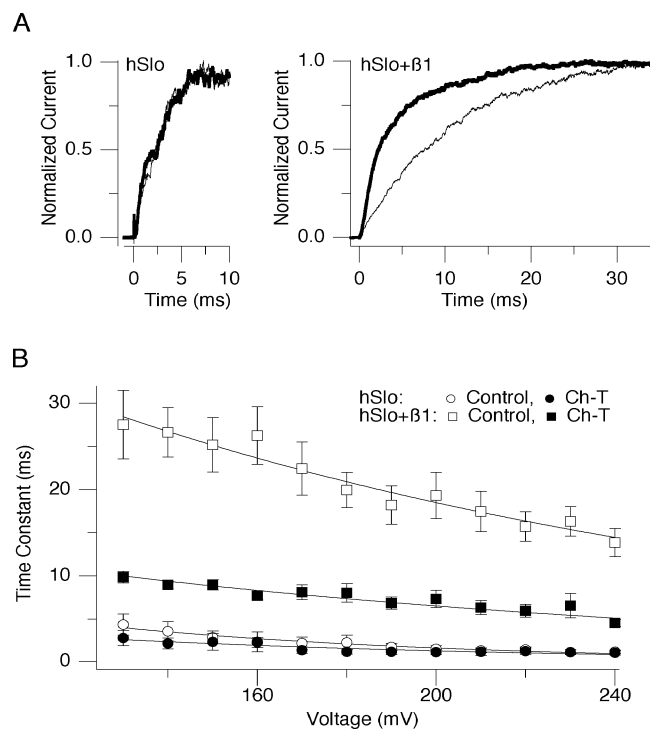 A
hSlo
hSlo+ß1
Normalized Current
1.0
0.5
0.0
0
5
10
Time (ms)
Normalized Current
1.0
0.5
0.0
0
10
20
30
Time (ms)
B
hSlo: Control, Ch-T
hSlo+ß1: Control, Ch-T
Time Constant (ms)
30
20
10
0
160
200
240
Voltage (mV)